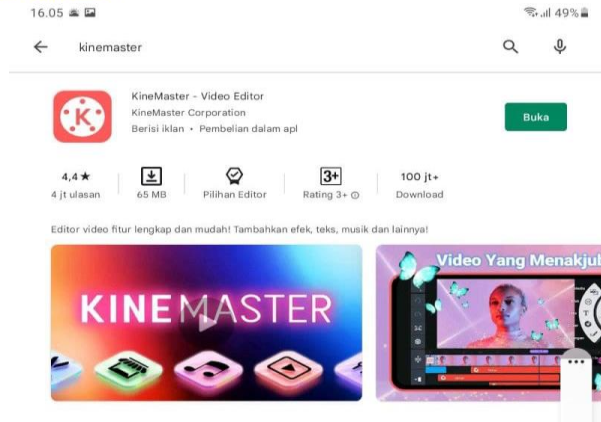 16.05 49%
kinemaster
KineMaster - Video Editor
KineMaster Corporation
Berisi iklan • Pembelian dalam apl
Buka
4,4★
4 jt ulasan
65 MB
Pilihan Editor
3+
Rating 3+
100 jt+
Download
Editor video fitur lengkap dan mudah! Tambahkan efek, teks, musik dan lainnya!
KINEMASTER
Video Yang Menakjub